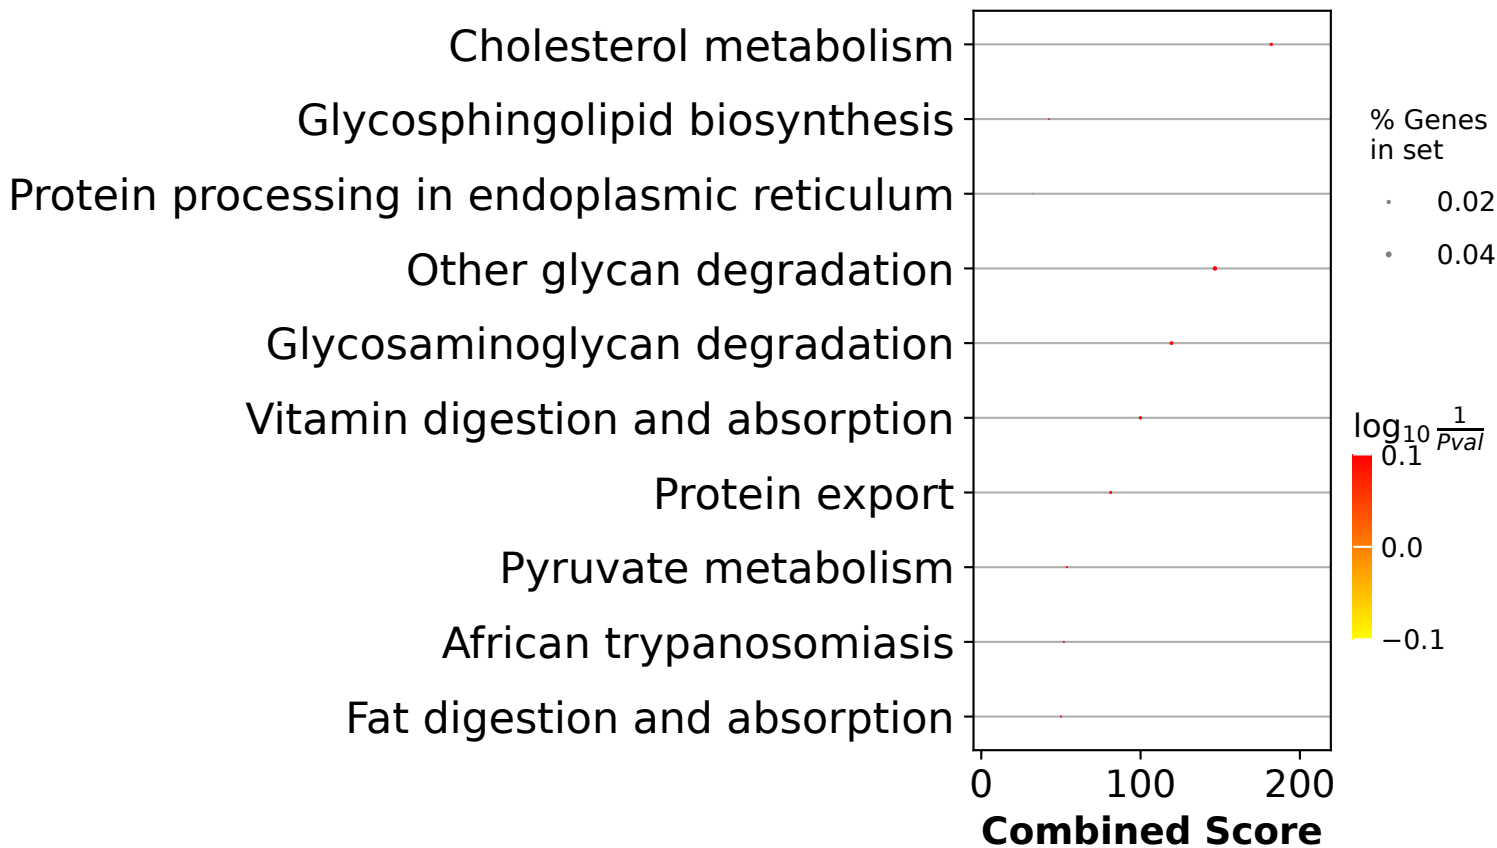 Cholesterol metabolism
Glycosphingolipid biosynthesis
Protein processing in endoplasmic reticulum
Other glycan degradation
Glycosaminoglycan degradation
Vitamin digestion and absorption
Protein export
Pyruvate metabolism
African trypanosomiasis
Fat digestion and absorption
0 100 200
Combined Score
% Genes
in set
0.02
0.04
log₁₀ 1/Pval
0.1
0.0
−0.1